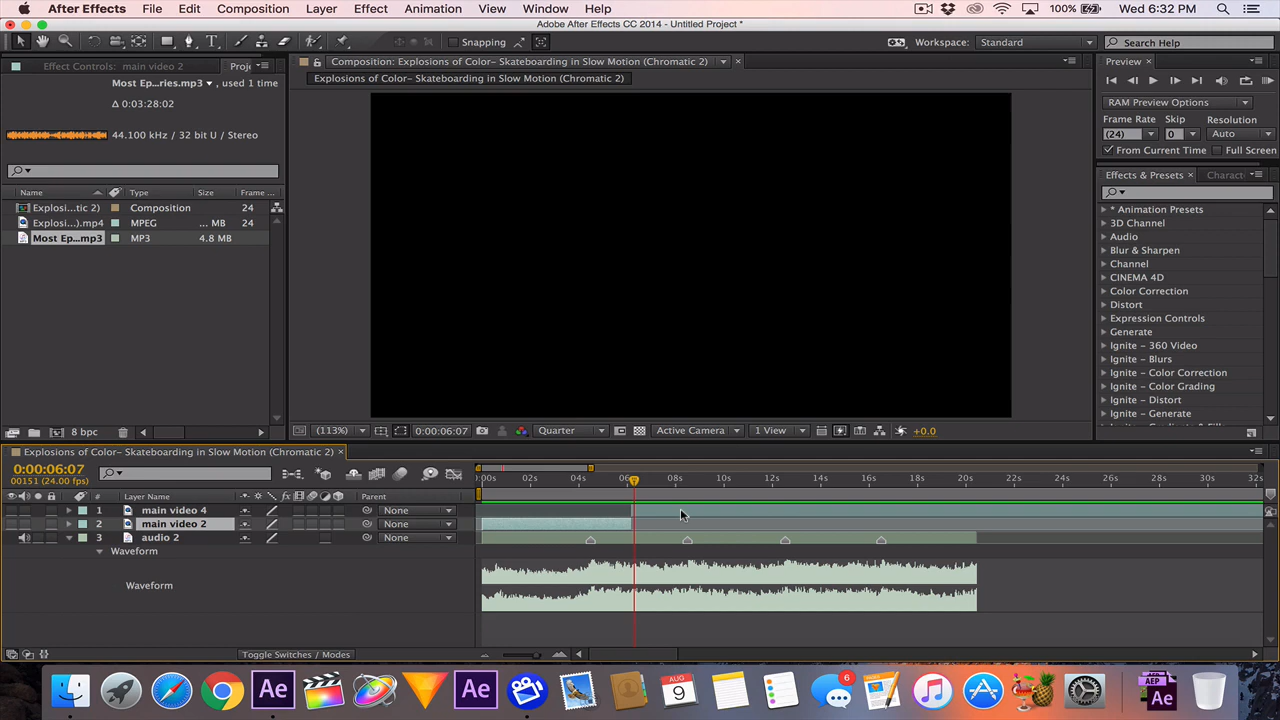 After Effects File Edit Composition Layer Effect Animation View Window Help 100% Wed 6:32 PM
Adobe After Effects CC 2014 - Untitled Project *
Snapping Workspace: Standard Search Help
Effect Controls: main video 2 Proj
Most Ep...ries.mp3 , used 1 time
Δ 0:03:28:02
44.100 kHz / 32 bit U / Stereo
Name Type Size Frame ...
Explosi...tic 2) Composition 24
Explosi...).mp4 MPEG ... MB 24
Most Ep...mp3 MP3 4.8 MB
8 bpc
Composition: Explosions of Color- Skateboarding in Slow Motion (Chromatic 2)
Explosions of Color- Skateboarding in Slow Motion (Chromatic 2)
(113%) 0:00:06:07 Quarter Active Camera 1 View +0.0
Preview
RAM Preview Options
Frame Rate Skip Resolution
(24) 0 Auto
From Current Time Full Screen
Effects & Presets Charact
* Animation Presets
3D Channel
Audio
Blur & Sharpen
Channel
CINEMA 4D
Color Correction
Distort
Expression Controls
Generate
Ignite - 360 Video
Ignite - Blurs
Ignite - Color Correction
Ignite - Color Grading
Ignite - Distort
Ignite - Generate
Explosions of Color- Skateboarding in Slow Motion (Chromatic 2)
0:00:06:07
00151 (24.00 fps)
:00s 02s 04s 06s 08s 10s 12s 14s 16s 18s 20s 22s 24s 26s 28s 30s 32s
# Layer Name fx Parent
1 main video 4 None
2 main video 2 None
3 audio 2 None
Waveform
Waveform
Toggle Switches / Modes
Ae Ae AUG 9 6 AEP Ae